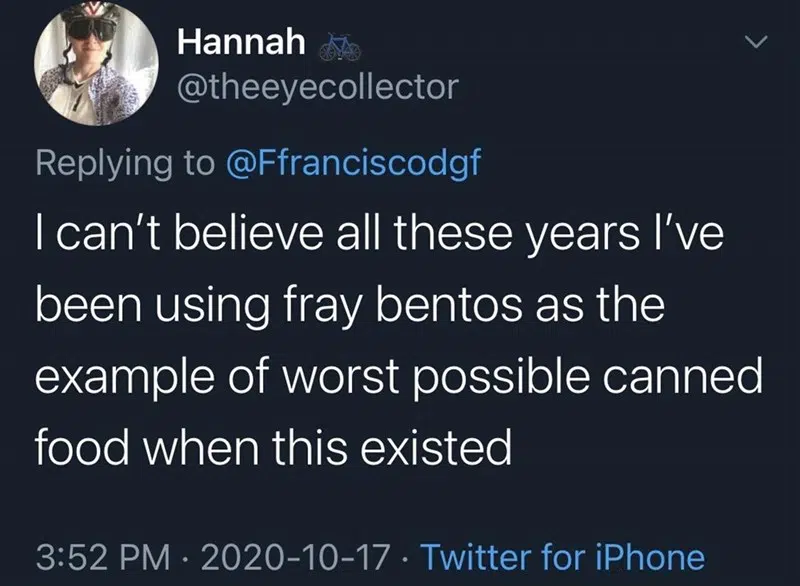 Hannah 🚲
@theeyecollector
Replying to @Ffranciscodgf
I can't believe all these years I've
been using fray bentos as the
example of worst possible canned
food when this existed
3:52 PM · 2020-10-17 · Twitter for iPhone